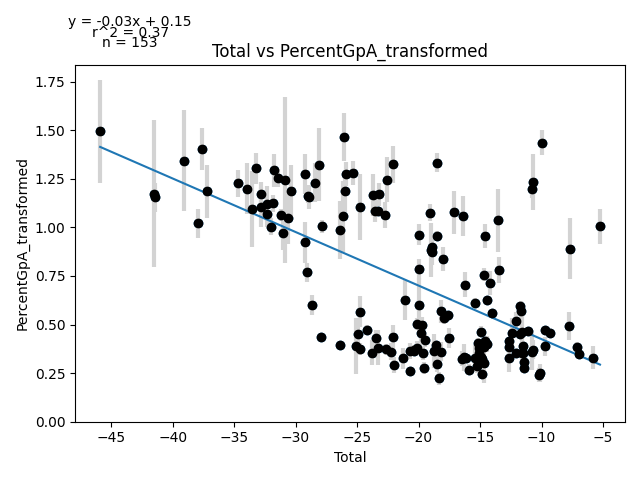 y = -0.03x + 0.15
r^2 = 0.37
n = 153
Total vs PercentGpA_transformed
PercentGpA_transformed
1.75
1.50
1.25
1.00
0.75
0.50
0.25
0.00
−45 −40 −35 −30 −25 −20 −15 −10 −5
Total